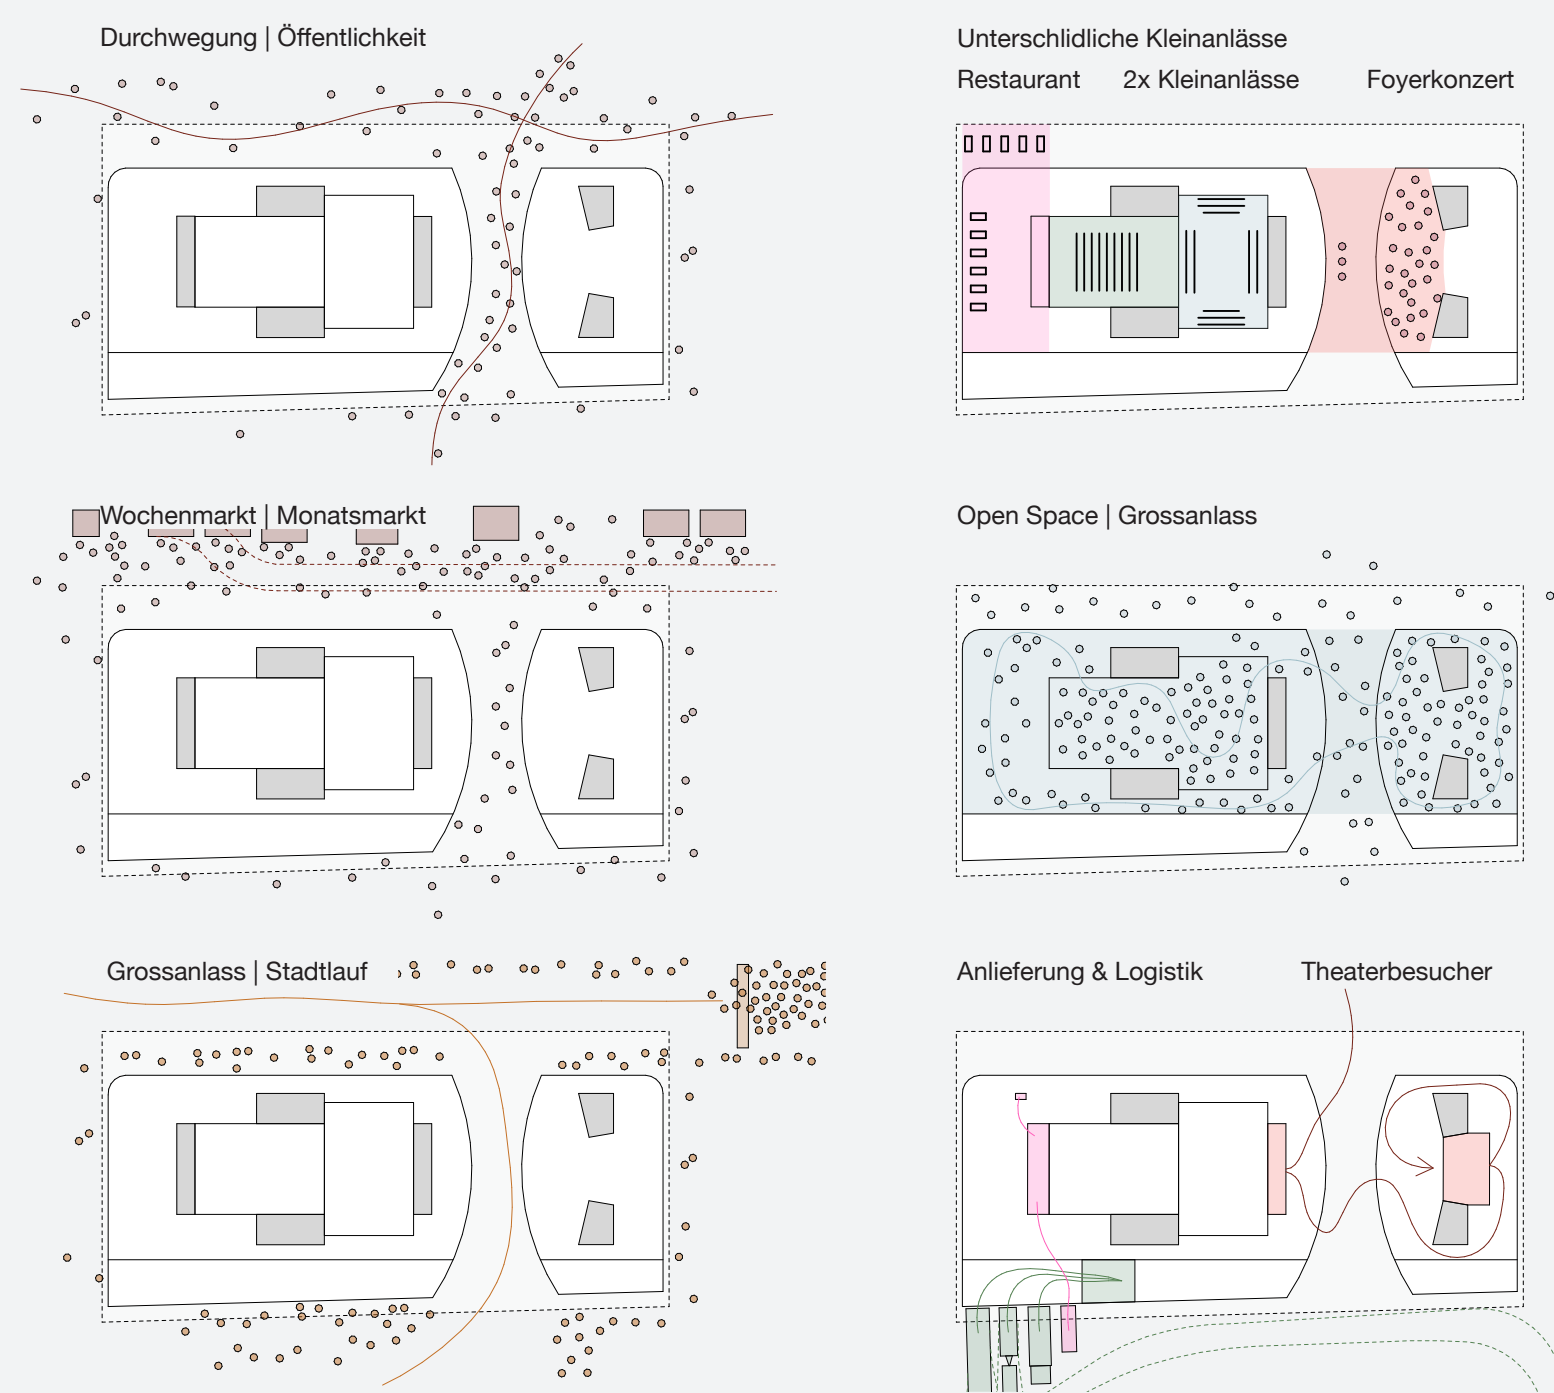 Durchwegung | Öffentlichkeit
Unterschlidliche Kleinanlässe
Restaurant 2x Kleinanlässe Foyerkonzert
Wochenmarkt | Monatsmarkt
Open Space | Grossanlass
Grossanlass | Stadtlauf
Anlieferung & Logistik Theaterbesucher